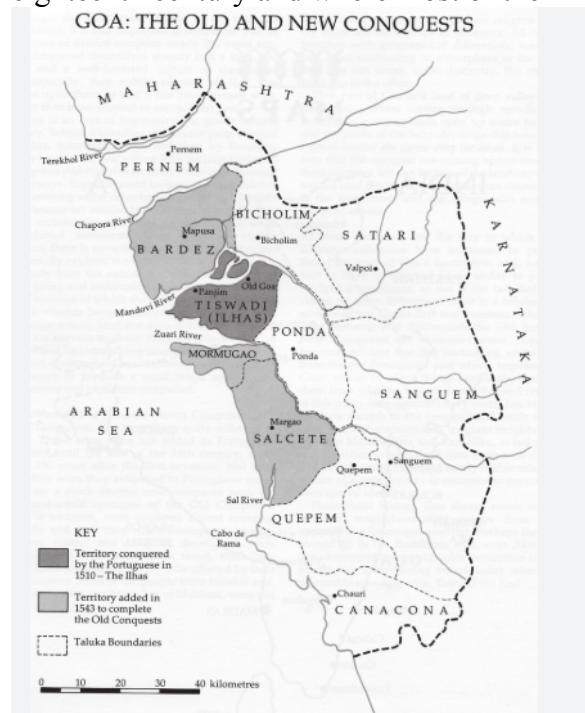 GOA: THE OLD AND NEW CONQUESTS
MAHARASHTRA
Terekhol River
Pernem
PERNEM
Chapora River
BICHOLIM
Mapusa
BARDEZ
Bicholim
SATARI
KARNATAKA
Valpoi
Old Goa
Panjim
Mandovi River
TISWADI
(ILHAS)
Zuari River
PONDA
MORMUGAO
Ponda
SANGUEM
ARABIAN
SEA
Margao
SALCETE
Quepem
Sanguem
Sal River
QUEPEM
Cabo de
Rama
KEY
Territory conquered
by the Portuguese in
1510 – The Ilhas
Territory added in
1543 to complete
the Old Conquests
Taluka Boundaries
Chauri
CANACONA
0 10 20 30 40 kilometres